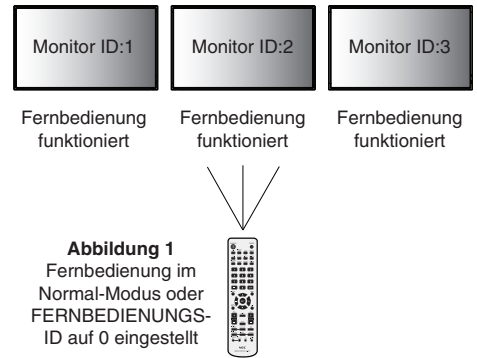 Monitor ID:1
Monitor ID:2
Monitor ID:3
Fernbedienung
funktioniert
Fernbedienung
funktioniert
Fernbedienung
funktioniert
Abbildung 1
Fernbedienung im
Normal-Modus oder
FERNBEDIENUNGS-
ID auf 0 eingestellt
NEC